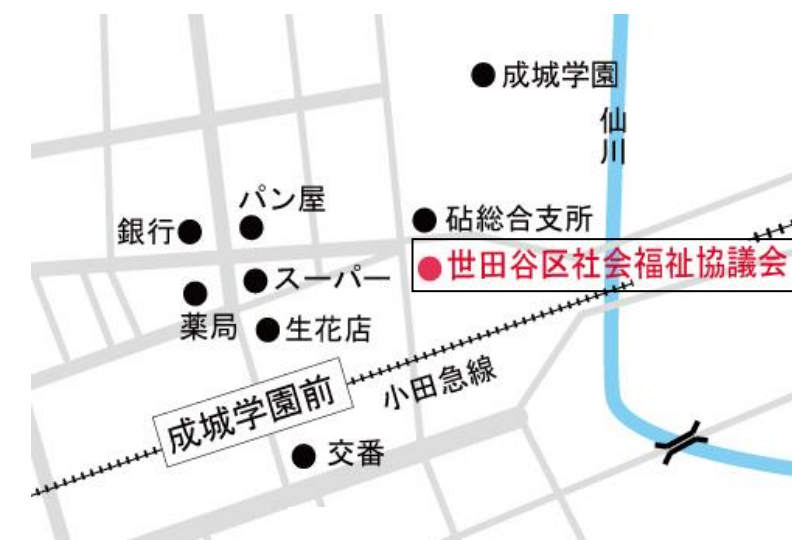 成城学園
仙川
パン屋
銀行
砧総合支所
世田谷区社会福祉協議会
スーパー
薬局
生花店
小田急線
成城学園前
交番